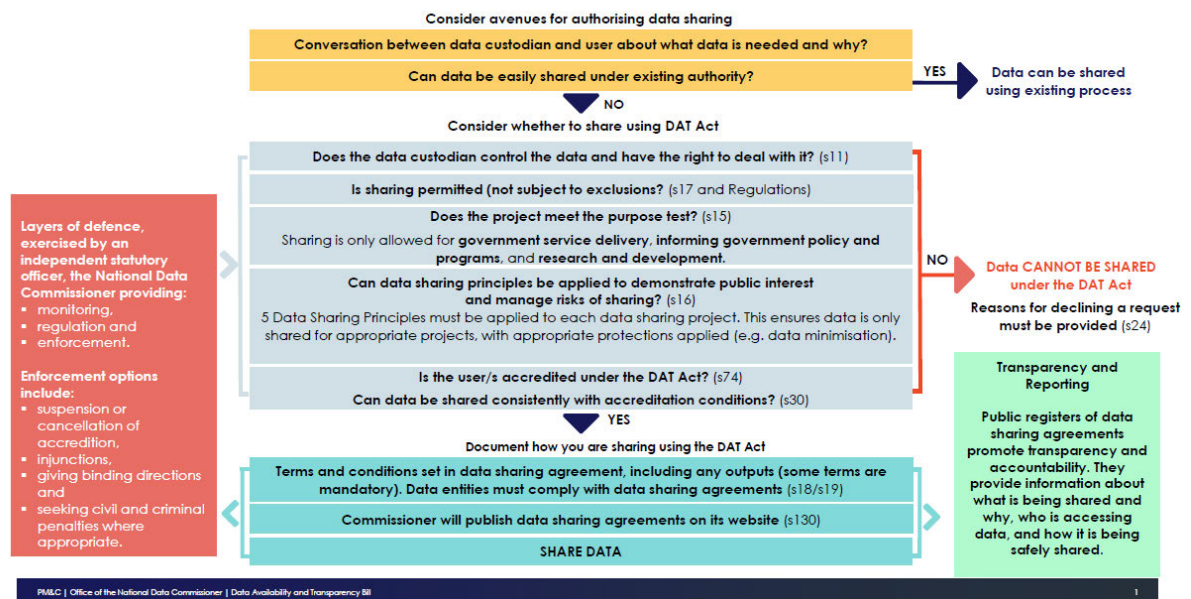 Consider avenues for authorising data sharing
Conversation between data custodian and user about what data is needed and why?
Can data be easily shared under existing authority?
YES
Data can be shared
using existing process
NO
Consider whether to share using DAT Act
Does the data custodian control the data and have the right to deal with it? (s11)
Is sharing permitted (not subject to exclusions? (s17 and Regulations)
Does the project meet the purpose test? (s15)
Sharing is only allowed for government service delivery, informing government policy and
programs, and research and development.
Can data sharing principles be applied to demonstrate public interest
and manage risks of sharing? (s16)
5 Data Sharing Principles must be applied to each data sharing project. This ensures data is only
shared for appropriate projects, with appropriate protections applied (e.g. data minimisation).
Is the user/s accredited under the DAT Act? (s74)
Can data be shared consistently with accreditation conditions? (s30)
NO
Data CANNOT BE SHARED
under the DAT Act
Reasons for declining a request
must be provided (s24)
Layers of defence,
exercised by an
independent statutory
officer, the National Data
Commissioner providing:
▪ monitoring,
▪ regulation and
▪ enforcement.
Enforcement options
include:
▪ suspension or
cancellation of
accreditation,
▪ injunctions,
▪ giving binding directions
and
▪ seeking civil and criminal
penalties where
appropriate.
YES
Document how you are sharing using the DAT Act
Terms and conditions set in data sharing agreement, including any outputs (some terms are
mandatory). Data entities must comply with data sharing agreements (s18/s19)
Commissioner will publish data sharing agreements on its website (s130)
SHARE DATA
Transparency and
Reporting
Public registers of data
sharing agreements
promote transparency and
accountability. They
provide information about
what is being shared and
why, who is accessing
data, and how it is being
safely shared.
PM&C | Office of the National Data Commissioner | Data Availability and Transparency Bill
1